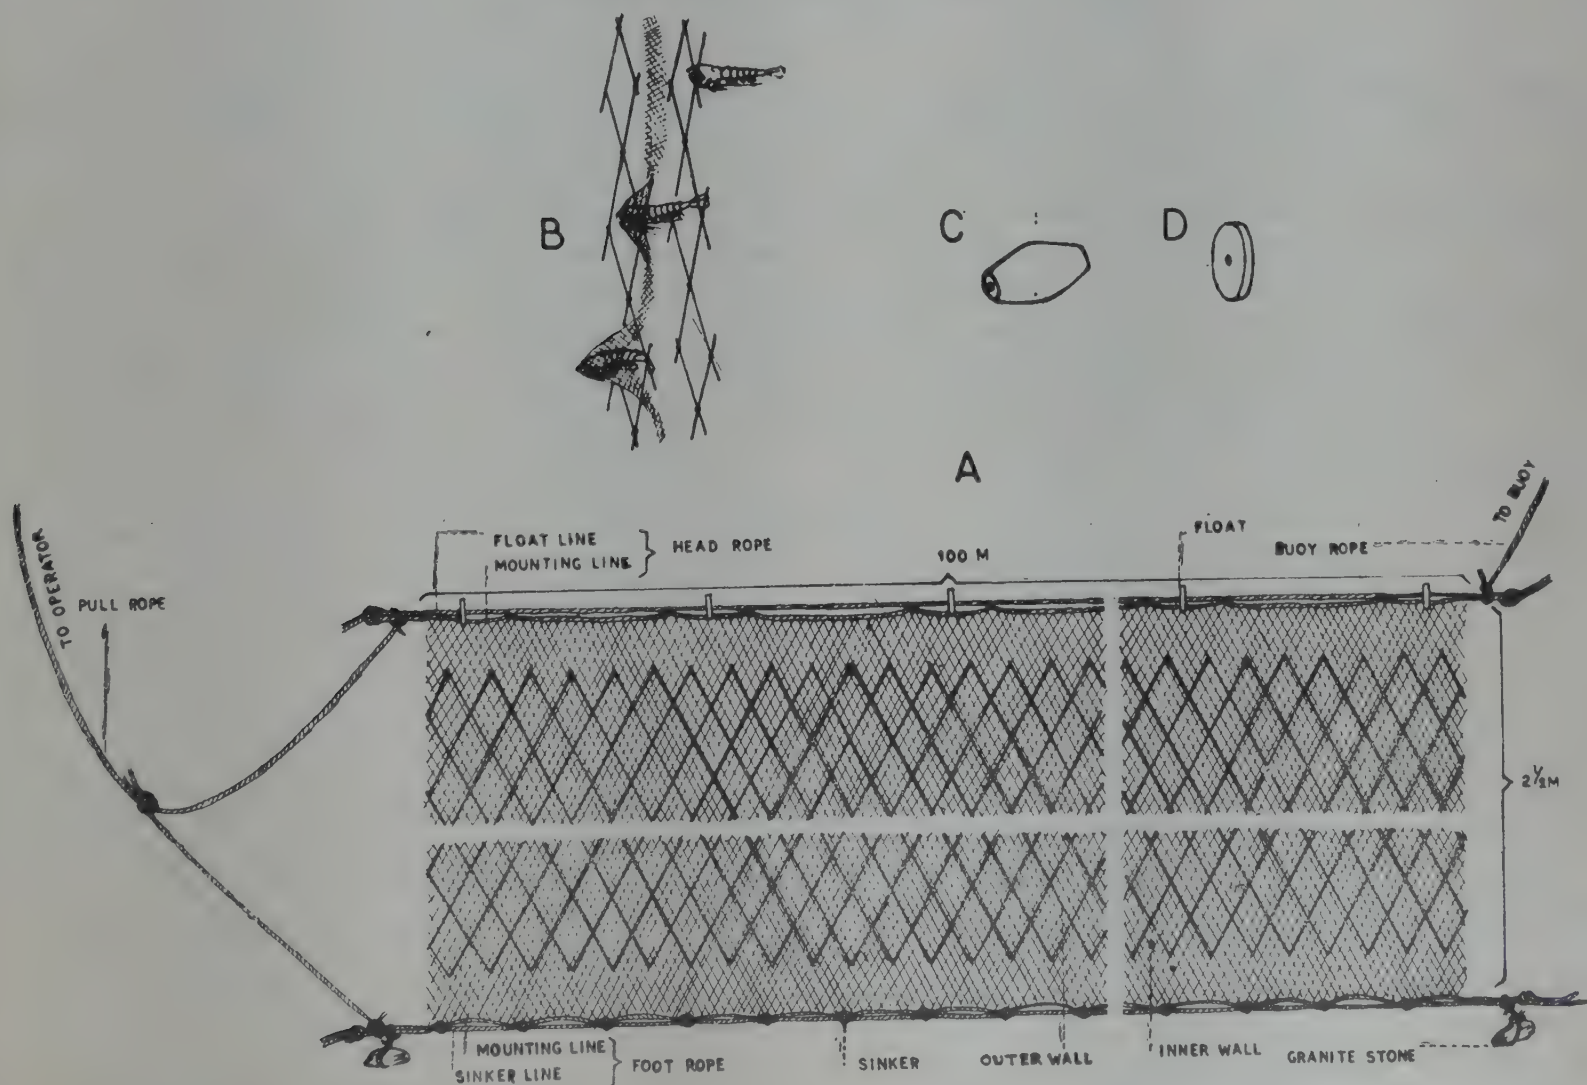 B
C
D
A
TO OPERATOR
PULL ROPE
FLOAT LINE
MOUNTING LINE
HEAD ROPE
100 M
FLOAT
BUOY ROPE
TO BUOY
2½M
MOUNTING LINE
SINKER LINE
FOOT ROPE
SINKER
OUTER WALL
INNER WALL
GRANITE STONE